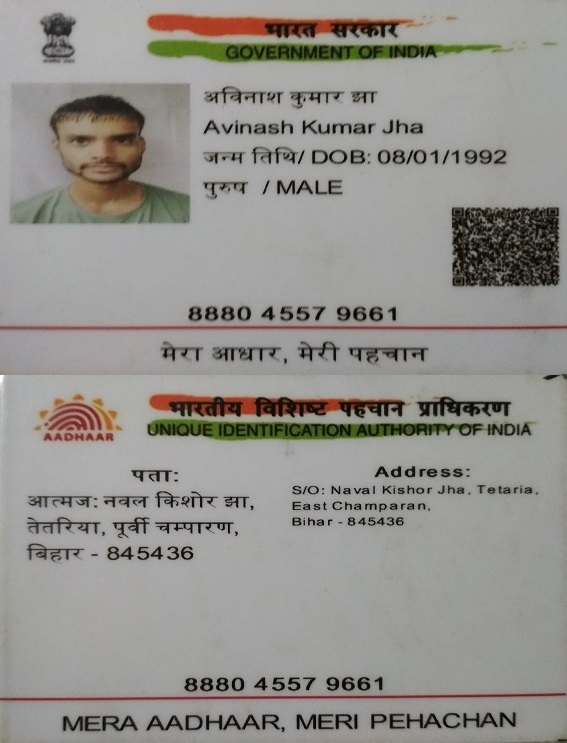 भारत सरकार
GOVERNMENT OF INDIA
अविनाश कुमार झा
Avinash Kumar Jha
जन्म तिथि/ DOB: 08/01/1992
पुरुष / MALE
8880 4557 9661
मेरा आधार, मेरी पहचान
भारतीय विशिष्ट पहचान प्राधिकरण
UNIQUE IDENTIFICATION AUTHORITY OF INDIA
AADHAAR
पता:
आत्मज: नवल किशोर झा,
तेतरिया, पूर्वी चम्पारण,
बिहार - 845436
Address:
S/O: Naval Kishor Jha, Tetaria,
East Champaran,
Bihar - 845436
8880 4557 9661
MERA AADHAAR, MERI PEHACHAN